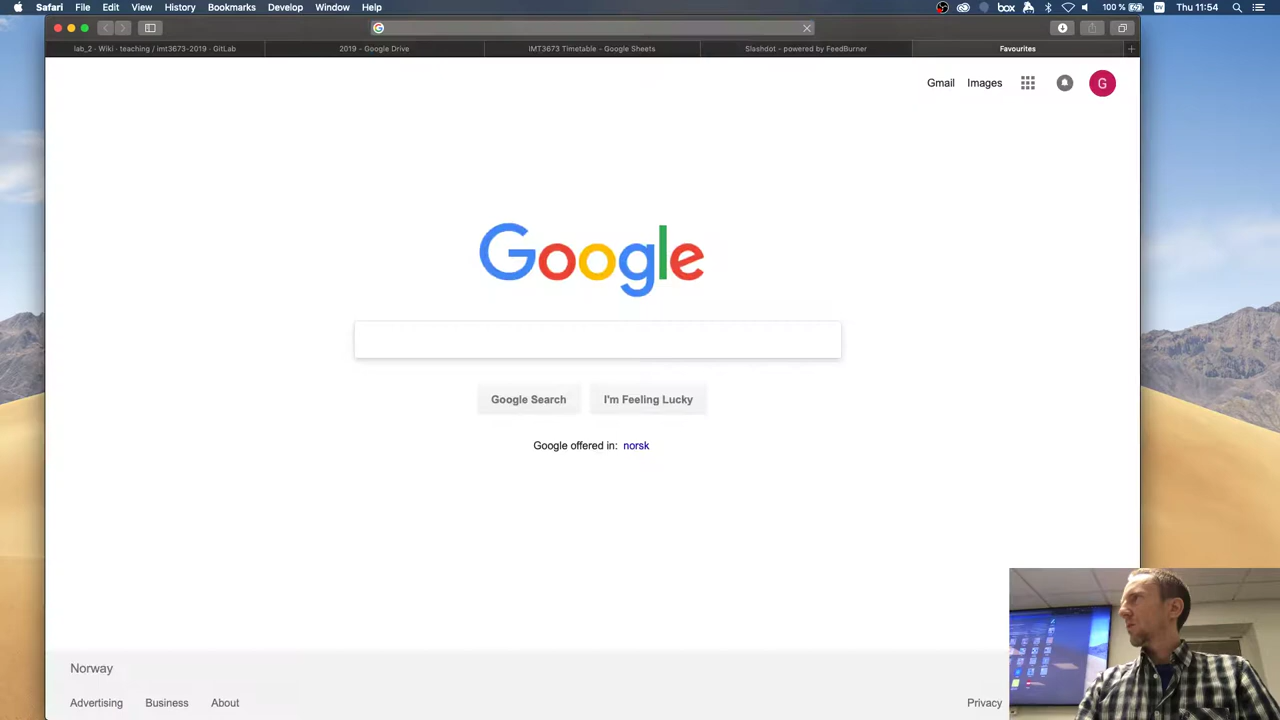 Safari File Edit View History Bookmarks Develop Window Help box 100 % DV Thu 11:54
lab_2 · Wiki · teaching / imt3673-2019 · GitLab 2019 - Google Drive IMT3673 Timetable - Google Sheets Slashdot - powered by FeedBurner Favourites +
Gmail Images G
Google
Google Search I'm Feeling Lucky
Google offered in: norsk
Norway
Advertising Business About Privacy